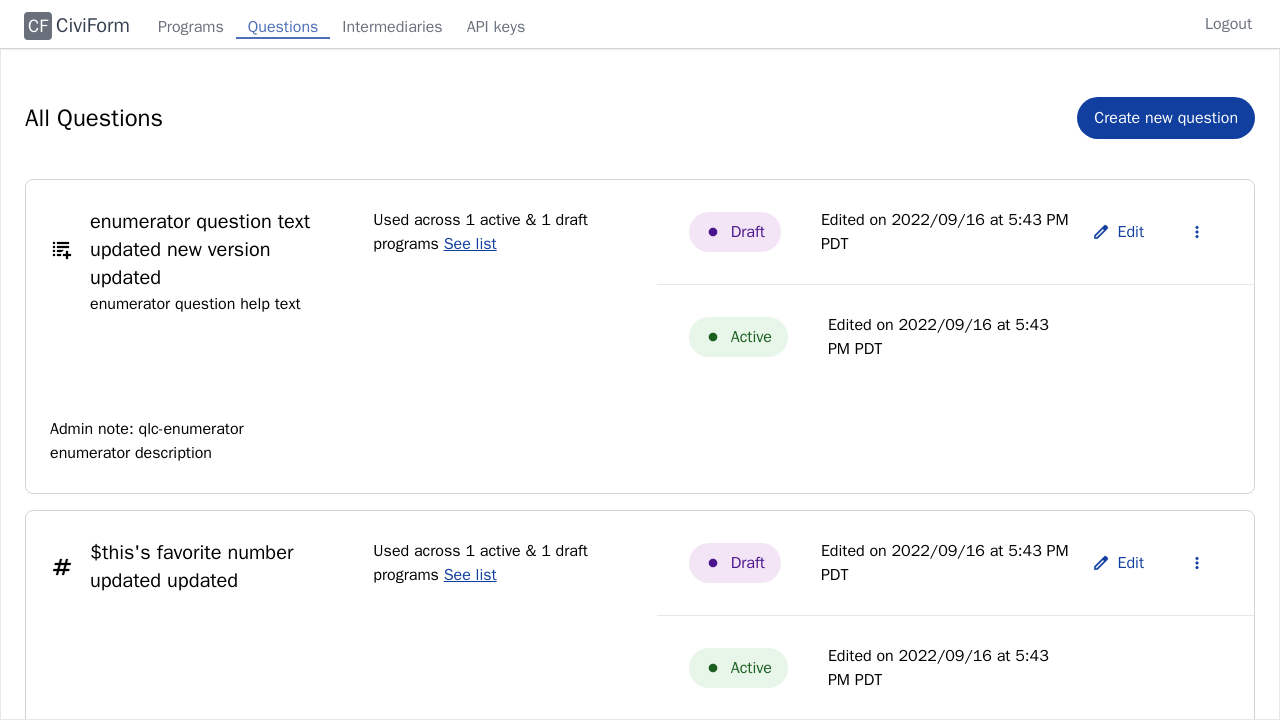 CF CiviForm Programs Questions Intermediaries API keys Logout
All Questions
Create new question
enumerator question text
updated new version
updated
enumerator question help text
Used across 1 active & 1 draft
programs See list
Draft
Edited on 2022/09/16 at 5:43 PM
PDT
Edit
Active
Edited on 2022/09/16 at 5:43
PM PDT
Admin note: qlc-enumerator
enumerator description
$this's favorite number
updated updated
Used across 1 active & 1 draft
programs See list
Draft
Edited on 2022/09/16 at 5:43 PM
PDT
Edit
Active
Edited on 2022/09/16 at 5:43
PM PDT